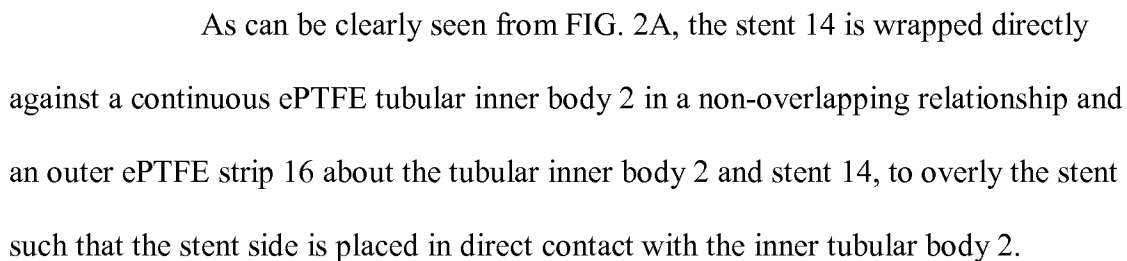 As can be clearly seen from FIG. 2A, the stent 14 is wrapped directly
against a continuous ePTFE tubular inner body 2 in a non-overlapping relationship and
an outer ePTFE strip 16 about the tubular inner body 2 and stent 14, to overly the stent
such that the stent side is placed in direct contact with the inner tubular body 2.